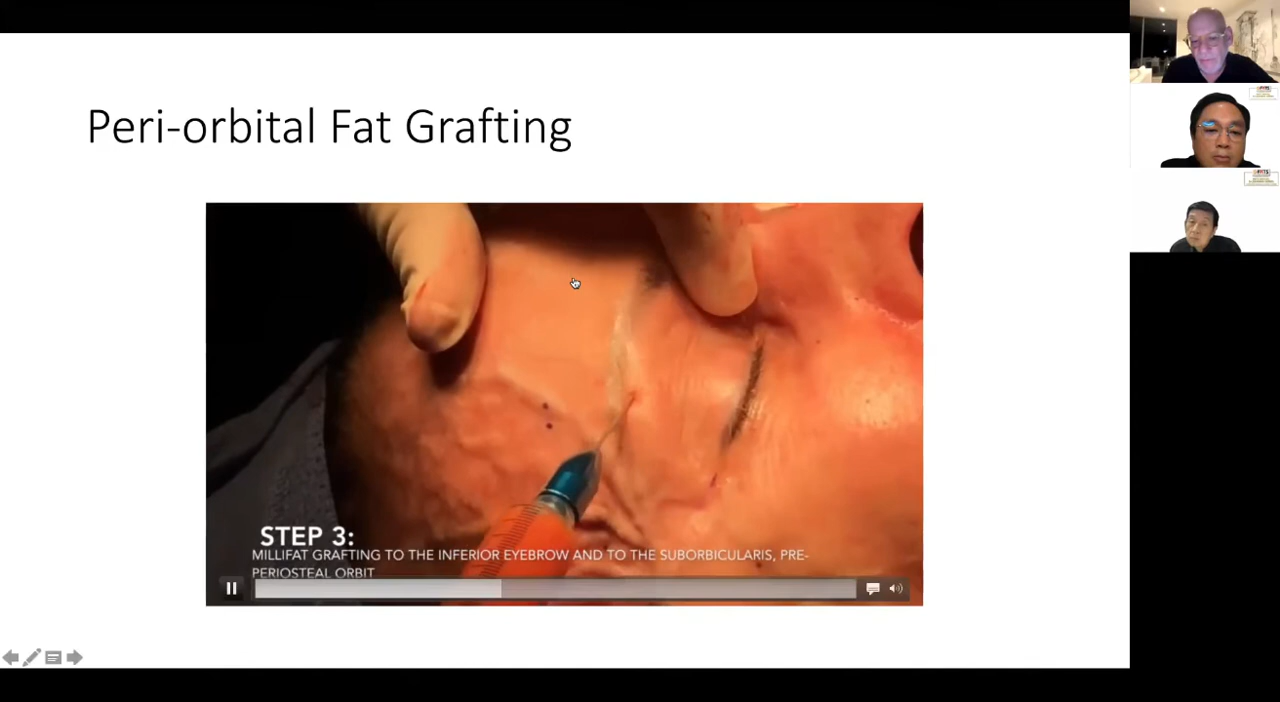 Peri-orbital Fat Grafting
STEP 3:
MILLIFAT GRAFTING TO THE INFERIOR EYEBROW AND TO THE SUBORBICULARIS, PRE-
PERIOSTEAL ORBIT